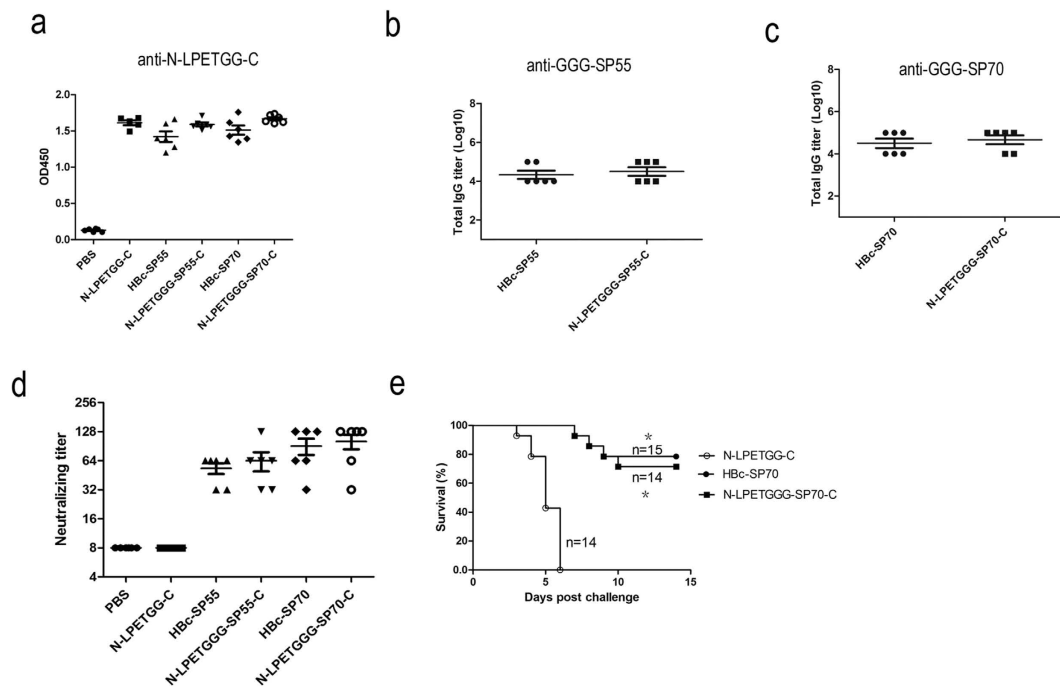 a
anti-N-LPETGG-C
OD450
2.0
1.5
1.0
0.5
0.0
PBS
N-LPETGG-C
HBc-SP55
N-LPETGGG-SP55-C
HBc-SP70
N-LPETGGG-SP70-C
b
anti-GGG-SP55
Total IgG titer (Log10)
8
6
4
2
HBc-SP55
N-LPETGGG-SP55-C
c
anti-GGG-SP70
Total IgG titer (Log10)
8
6
4
2
HBc-SP70
N-LPETGGG-SP70-C
d
Neutralizing titer
256
128
64
32
16
8
4
PBS
N-LPETGG-C
HBc-SP55
N-LPETGGG-SP55-C
HBc-SP70
N-LPETGGG-SP70-C
e
Survival (%)
100
80
60
40
20
0.0
0
5
10
15
Days post challenge
*
n=15
n=14
*
n=14
N-LPETGG-C
HBc-SP70
N-LPETGGG-SP70-C